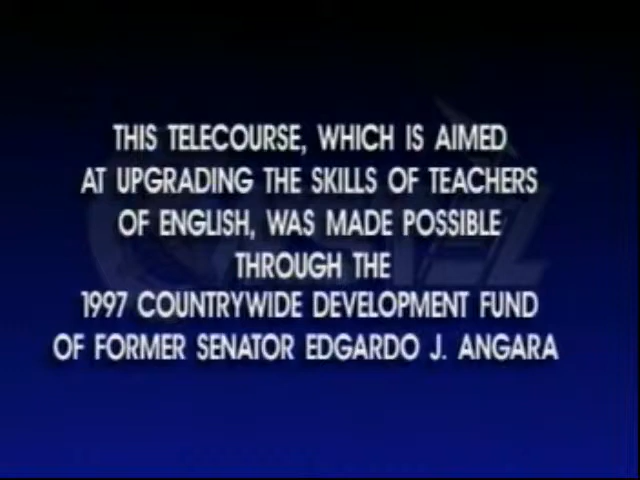 THIS TELECOURSE, WHICH IS AIMED
AT UPGRADING THE SKILLS OF TEACHERS
OF ENGLISH, WAS MADE POSSIBLE
THROUGH THE
1997 COUNTRYWIDE DEVELOPMENT FUND
OF FORMER SENATOR EDGARDO J. ANGARA